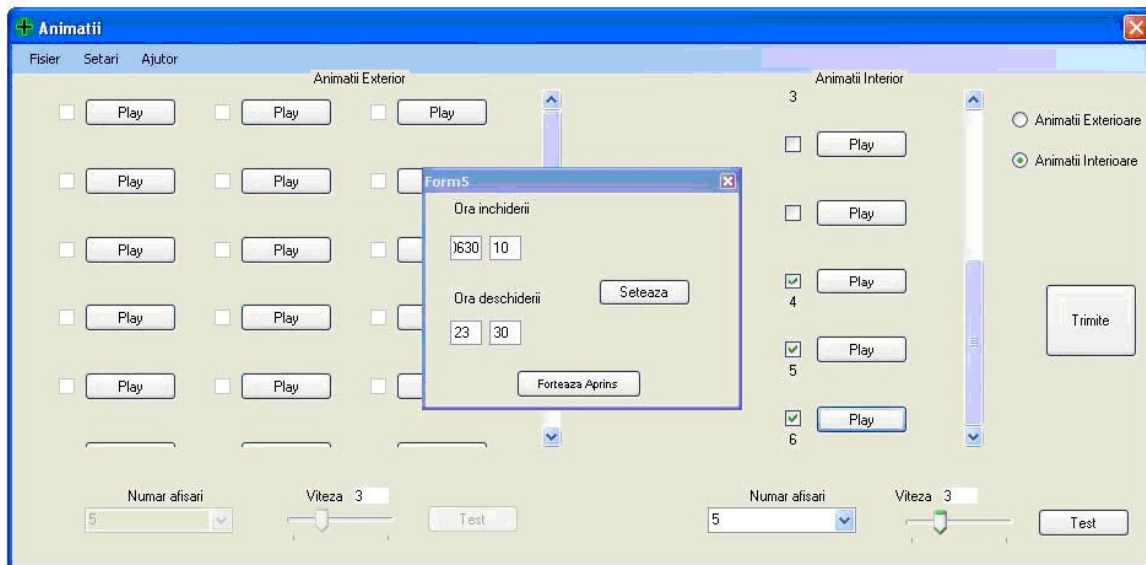 Animatii
Fisier Setari Ajutor
Animatii Exterior
Animatii Interior
3
Play Play Play
Animatii Exterioare
Play
Animatii Interioare
Form5
Play Play
Ora inchiderii
Play
Play Play
10
Seteaza
Play
4
Ora deschiderii
Trimite
Play Play
23 30
Play
5
Play Play
Forteaza Aprins
Play
6
Numar afisari Viteza 3
5
Test
Numar afisari Viteza 3
5
Test